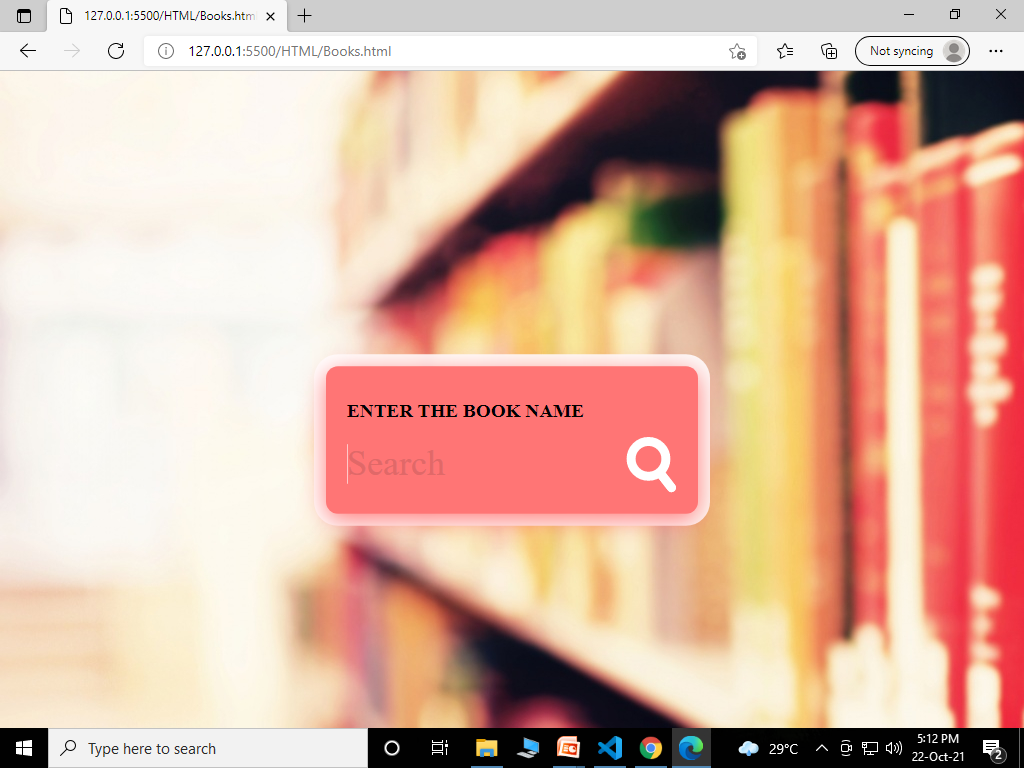 127.0.0.1:5500/HTML/Books.htm
127.0.0.1:5500/HTML/Books.html
Not syncing
ENTER THE BOOK NAME
Search
Type here to search
29°C
5:12 PM
22-Oct-21
2